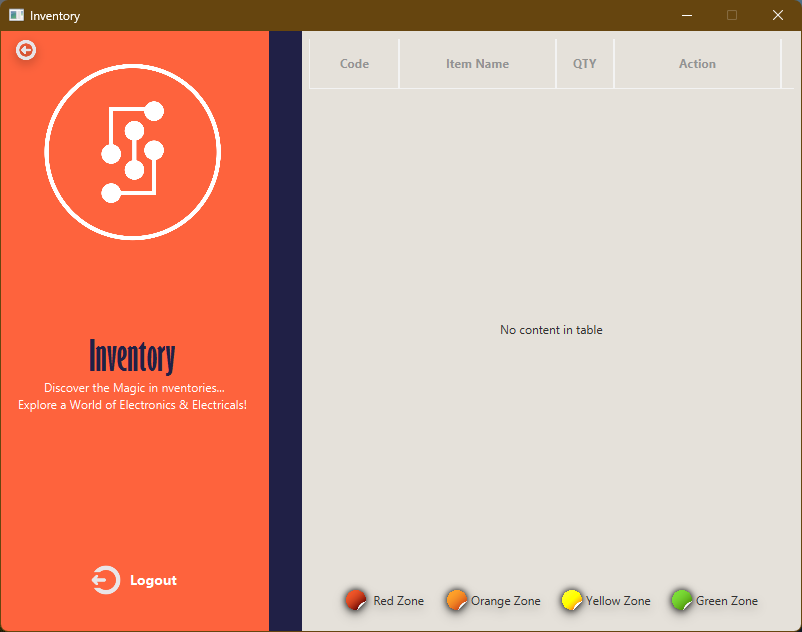 Inventory
Code Item Name QTY Action
No content in table
Inventory
Discover the Magic in nventories...
Explore a World of Electronics & Electricals!
Logout
Red Zone Orange Zone Yellow Zone Green Zone